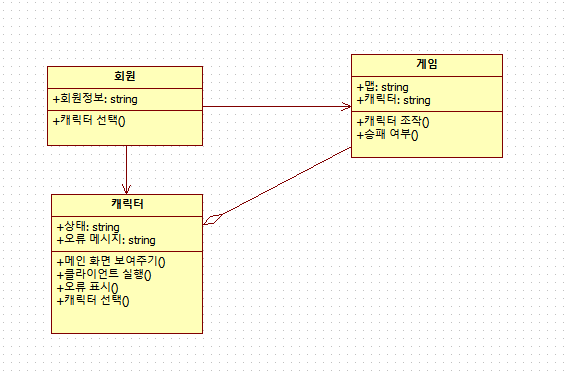 회원
+회원정보: string
+캐릭터 선택()
게임
+맵: string
+캐릭터: string
+캐릭터 조작()
+승패 여부()
캐릭터
+상태: string
+오류 메시지: string
+메인 화면 보여주기()
+클라이언트 실행()
+오류 표시()
+캐릭터 선택()